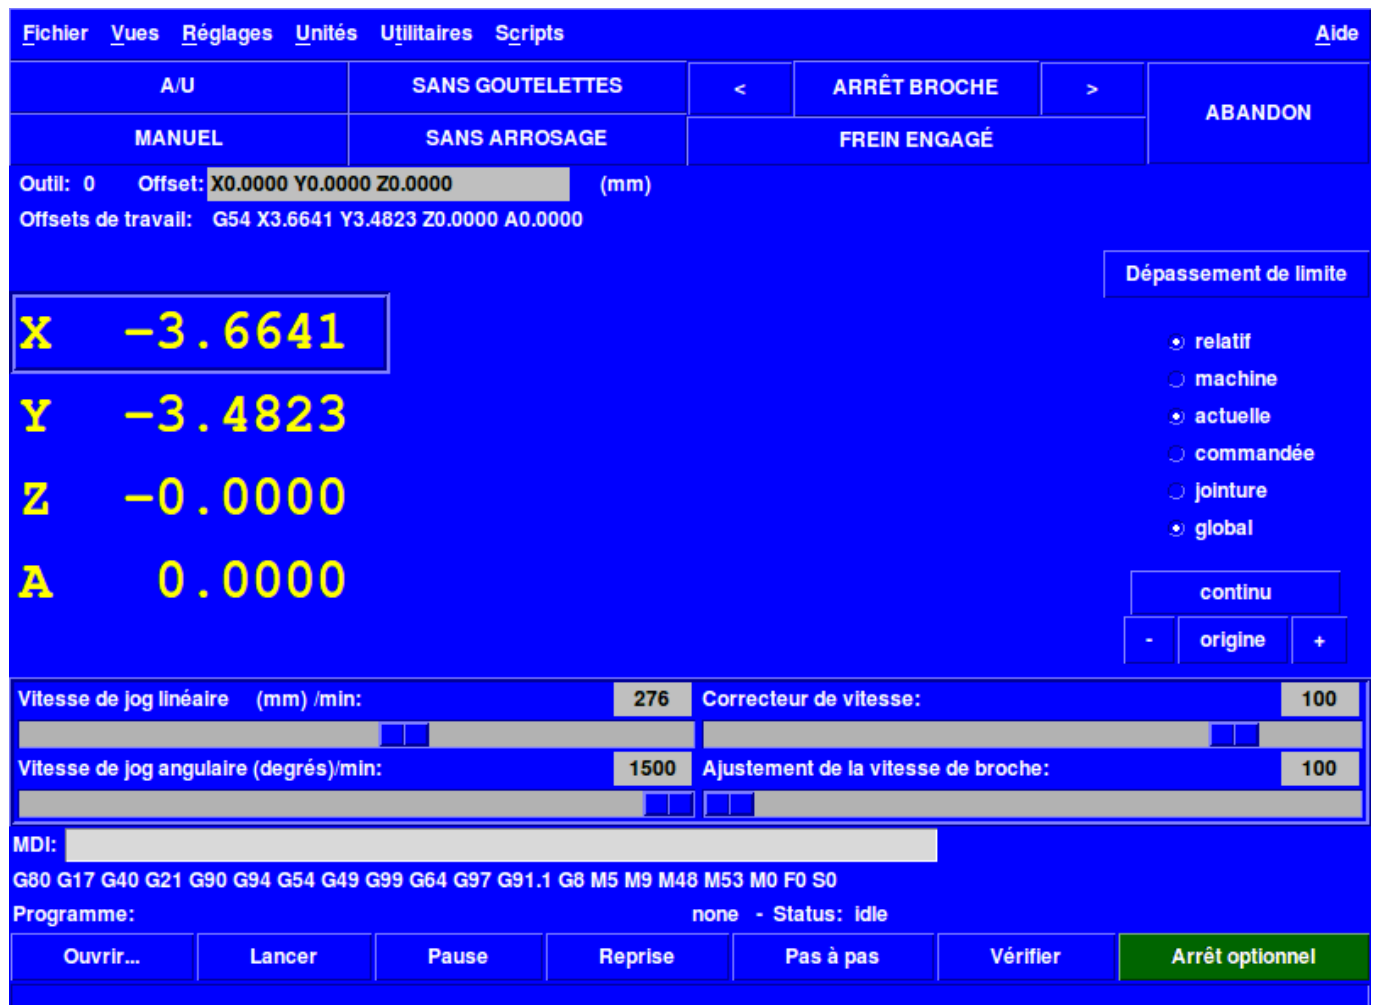 Fichier Vues Réglages Unités Utilitaires Scripts Aide
A/U SANS GOUTELETTES < ARRÊT BROCHE > ABANDON
MANUEL SANS ARROSAGE FREIN ENGAGÉ
Outil: 0 Offset: X0.0000 Y0.0000 Z0.0000 (mm)
Offsets de travail: G54 X3.6641 Y3.4823 Z0.0000 A0.0000
Dépassement de limite
X -3.6641
Y -3.4823
Z -0.0000
A 0.0000
relatif
machine
actuelle
commandée
jointure
global
continu
- origine +
Vitesse de jog linéaire (mm) /min: 276 Correcteur de vitesse: 100
Vitesse de jog angulaire (degrés)/min: 1500 Ajustement de la vitesse de broche: 100
MDI:
G80 G17 G40 G21 G90 G94 G54 G49 G99 G64 G97 G91.1 G8 M5 M9 M48 M53 M0 F0 S0
Programme: none - Status: idle
Ouvrir... Lancer Pause Reprise Pas à pas Vérifier Arrêt optionnel